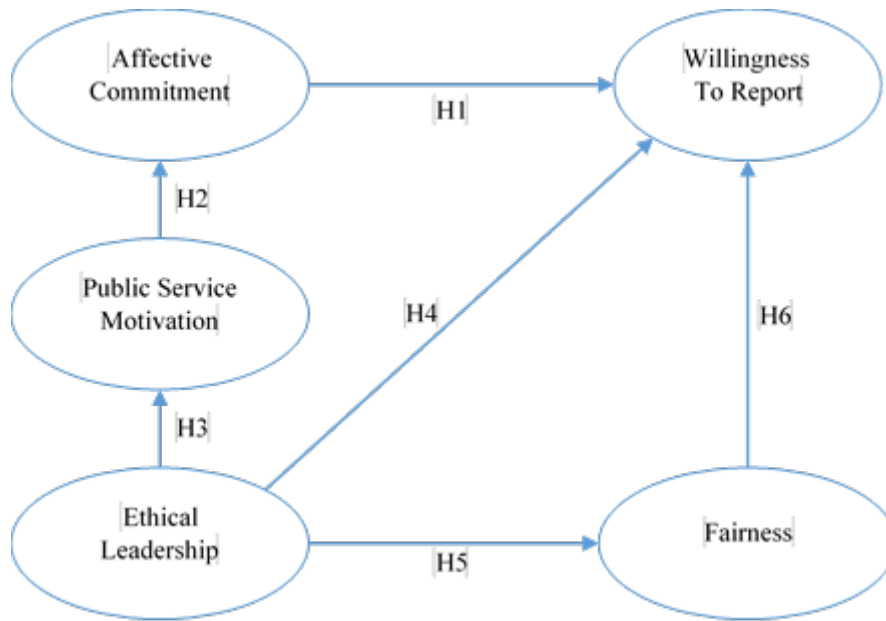 Affective
Commitment
Willingness
To Report
H1
H2
Public Service
Motivation
H4
H6
H3
Ethical
Leadership
Fairness
H5